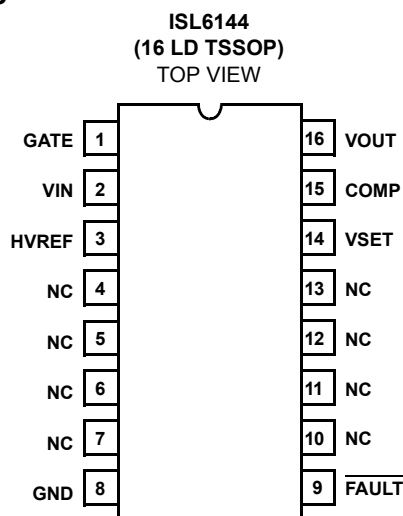 ISL6144
(16 LD TSSOP)
TOP VIEW
GATE 1 16 VOUT
VIN 2 15 COMP
HVREF 3 14 VSET
NC 4 13 NC
NC 5 12 NC
NC 6 11 NC
NC 7 10 NC
GND 8 9 FAULT